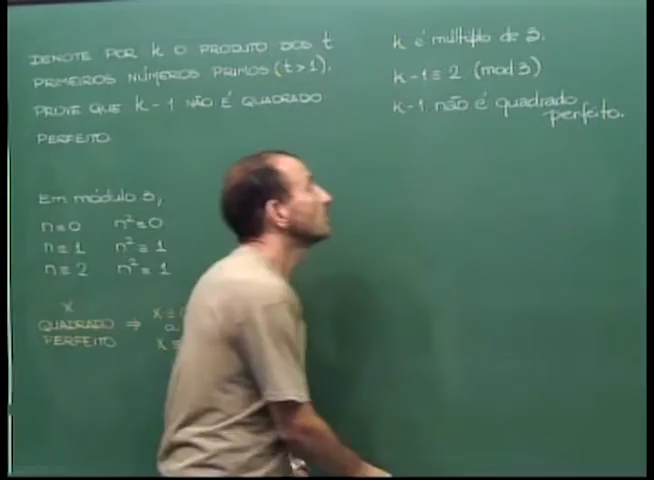 DENOTE POR k O PRODUTO DOS t
PRIMEIROS NÚMEROS PRIMOS (t>1).
PROVE QUE k-1 NÃO É QUADRADO
PERFEITO.
Em módulo 3,
n≡0 n²≡0
n≡1 n²≡1
n≡2 n²≡1
x
QUADRADO ⇒ x≡
PERFEITO x≡
k é múltiplo de 3.
k-1≡2 (mod 3)
k-1 não é quadrado
perfeito.